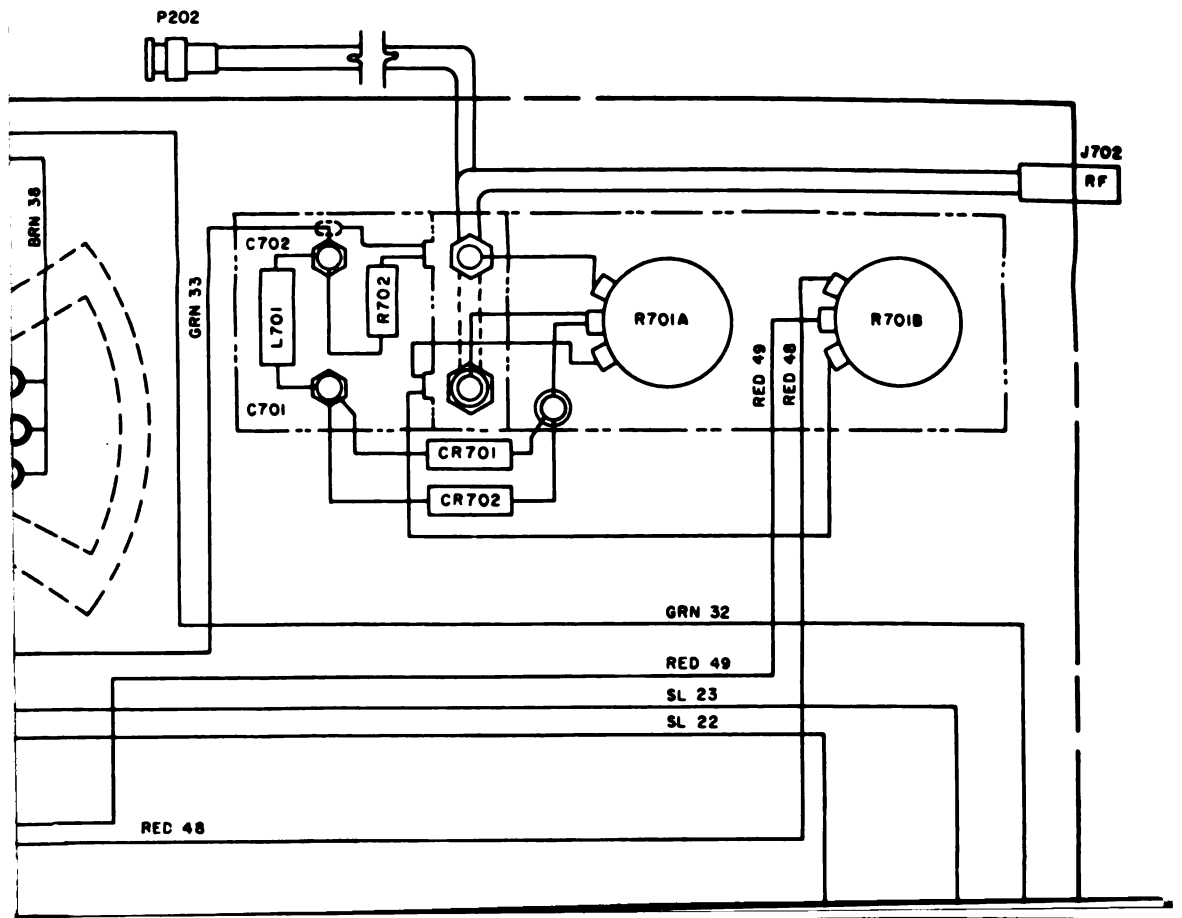 P202
J702
RF
BRN 38
GRN 33
C702
L701
R702
R701A
R701B
RED 49
RED 48
C701
CR701
CR702
GRN 32
RED 49
SL 23
SL 22
RED 48